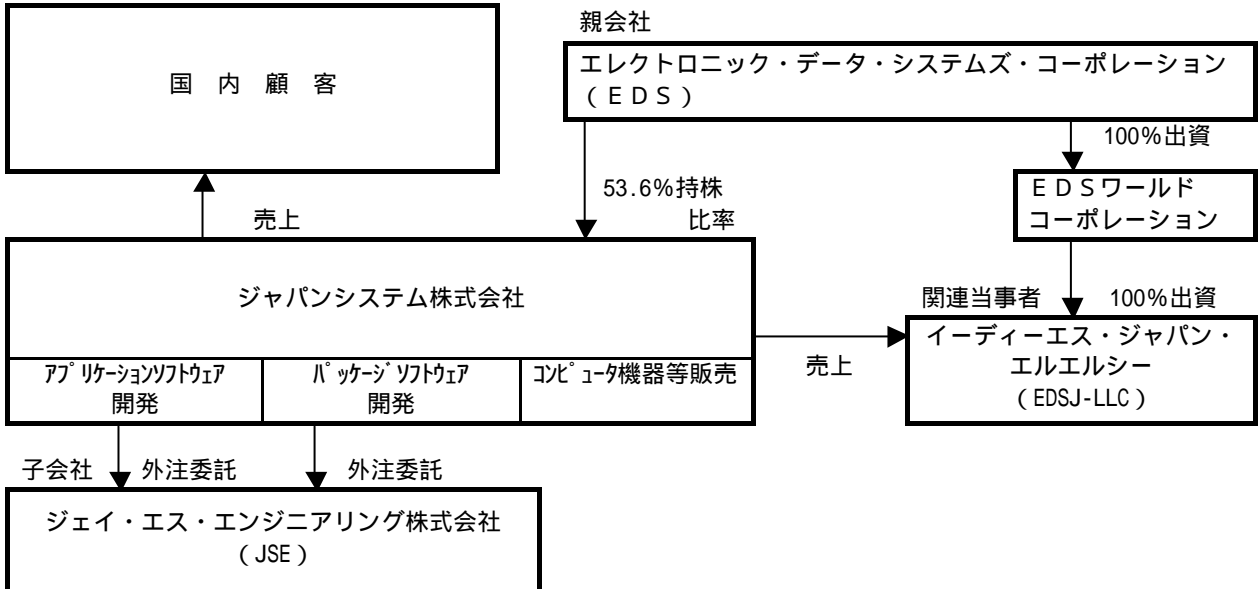 国 内 顧 客
親会社
エレクトロニック・データ・システムズ・コーポレーション
（ＥＤＳ）
100％出資
53.6％持株
比率
ＥＤＳワールド
コーポレーション
売上
ジャパンシステム株式会社
アプリケーションソフトウェア
開発
パッケージソフトウェア
開発
コンピュータ機器等販売
売上
関連当事者
100％出資
イーディーエス・ジャパン・
エルエルシー
（EDSJ-LLC）
子会社
外注委託
外注委託
ジェイ・エス・エンジニアリング株式会社
（JSE）